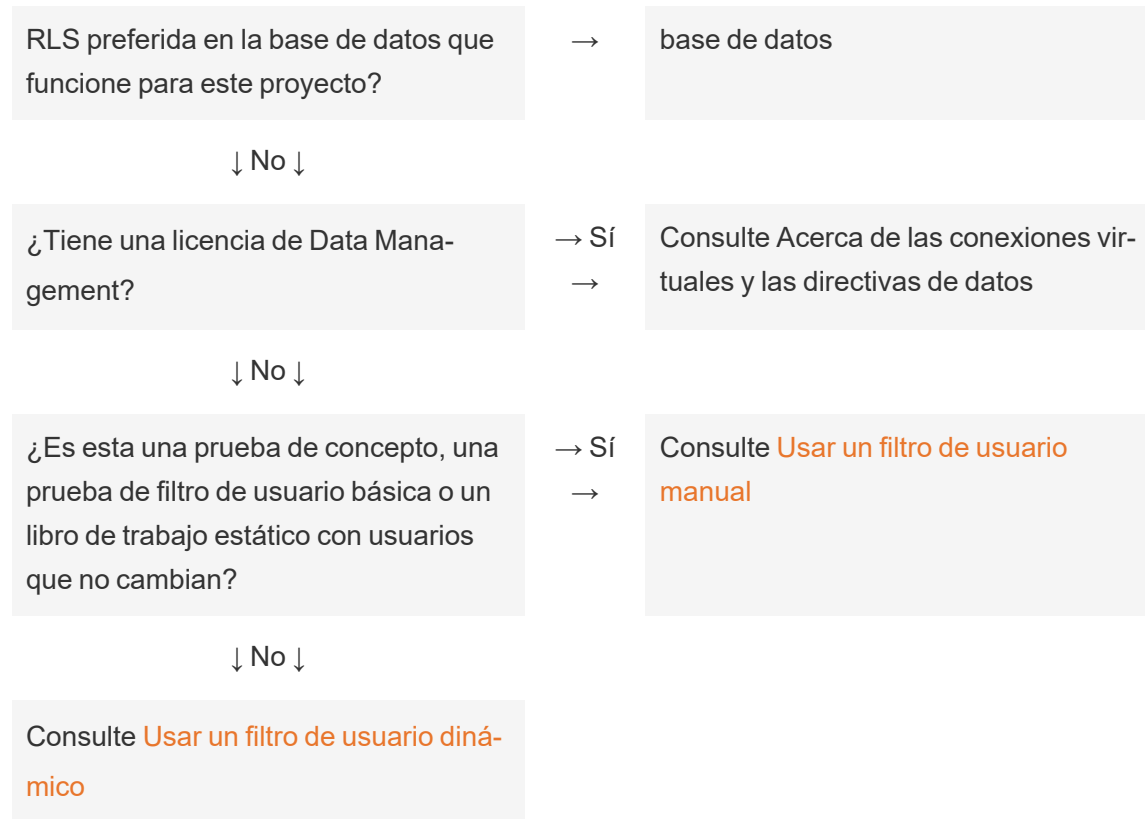 RLS preferida en la base de datos que
funcione para este proyecto?
→
base de datos
↓ No ↓
¿Tiene una licencia de Data Mana-
gement?
→ Sí
→
Consulte Acerca de las conexiones vir-
tuales y las directivas de datos
↓ No ↓
¿Es esta una prueba de concepto, una
prueba de filtro de usuario básica o un
libro de trabajo estático con usuarios
que no cambian?
→ Sí
→
Consulte Usar un filtro de usuario
manual
↓ No ↓
Consulte Usar un filtro de usuario diná-
mico